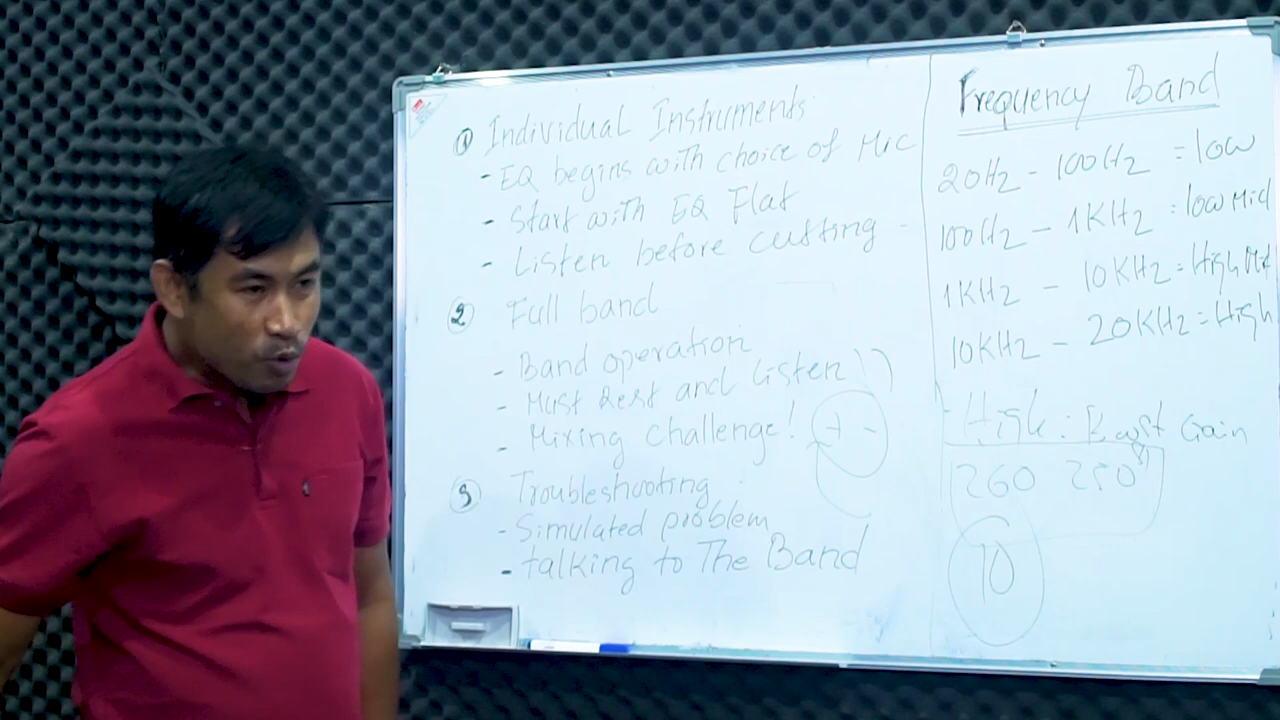 ① Individual Instruments
- EQ begins with choice of Mic
- Start with EQ Flat
- Listen before cutting
② Full band
- Band operation
- Must Rest and Listen
- Mixing challenge!
+ -
③ Troubleshooting
- Simulated problem
- talking to The Band
Frequency Band
20Hz - 100Hz = low
100Hz - 1KHz = low Mid
1KHz - 10KHz = High Mid
10KHz - 20KHz = High
- High : Boost Gain
260 250
10